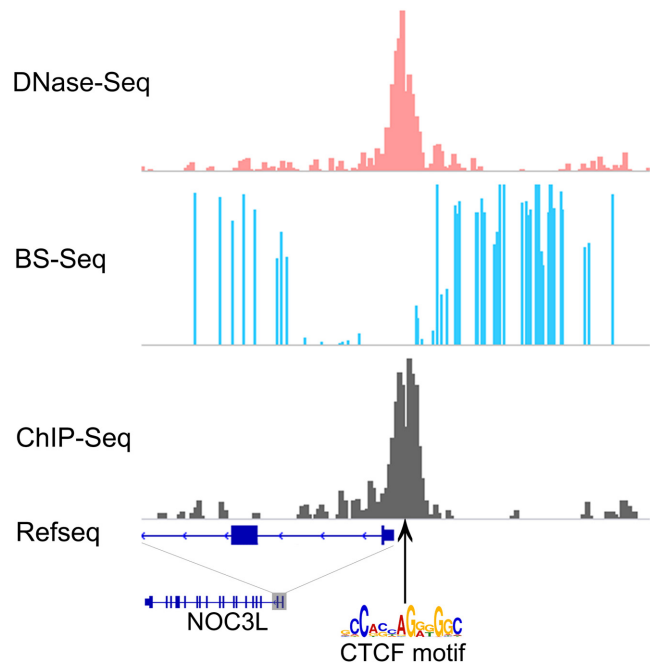 DNase-Seq
BS-Seq
ChIP-Seq
Refseq
NOC3L
CTCF motif